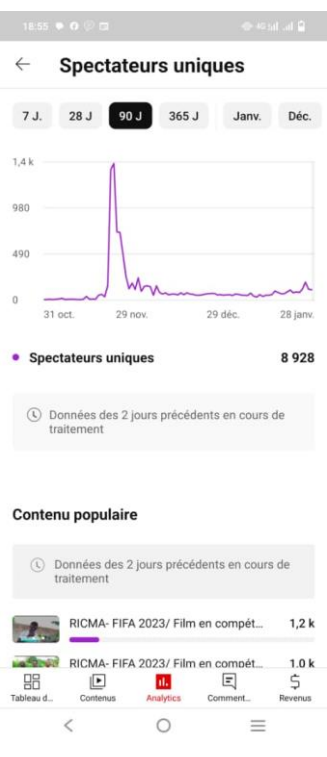 18:55
4G
← Spectateurs uniques
7 J. 28 J 90 J 365 J Janv. Déc.
1,4 k
980
490
0
31 oct. 29 nov. 29 déc. 28 janv.
Spectateurs uniques 8 928
Données des 2 jours précédents en cours de
traitement
Contenu populaire
Données des 2 jours précédents en cours de
traitement
RICMA- FIFA 2023/ Film en compét... 1,2 k
RICMA- FIFA 2023/ Film en compét... 1,0 k
Tableau d... Contenus Analytics Comment... Revenus